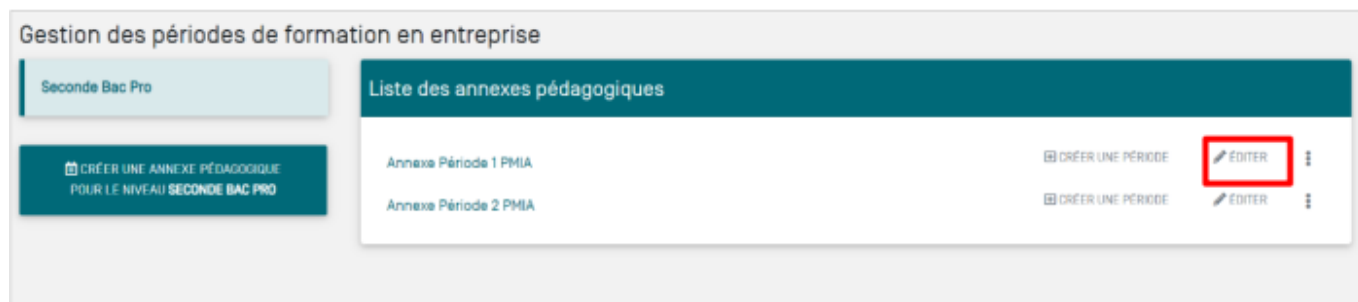 Gestion des périodes de formation en entreprise
Seconde Bac Pro
CRÉER UNE ANNEXE PÉDAGOGIQUE
POUR LE NIVEAU SECONDE BAC PRO
Liste des annexes pédagogiques
Annexe Période 1 PMIA CRÉER UNE PÉRIODE ÉDITER
Annexe Période 2 PMIA CRÉER UNE PÉRIODE ÉDITER